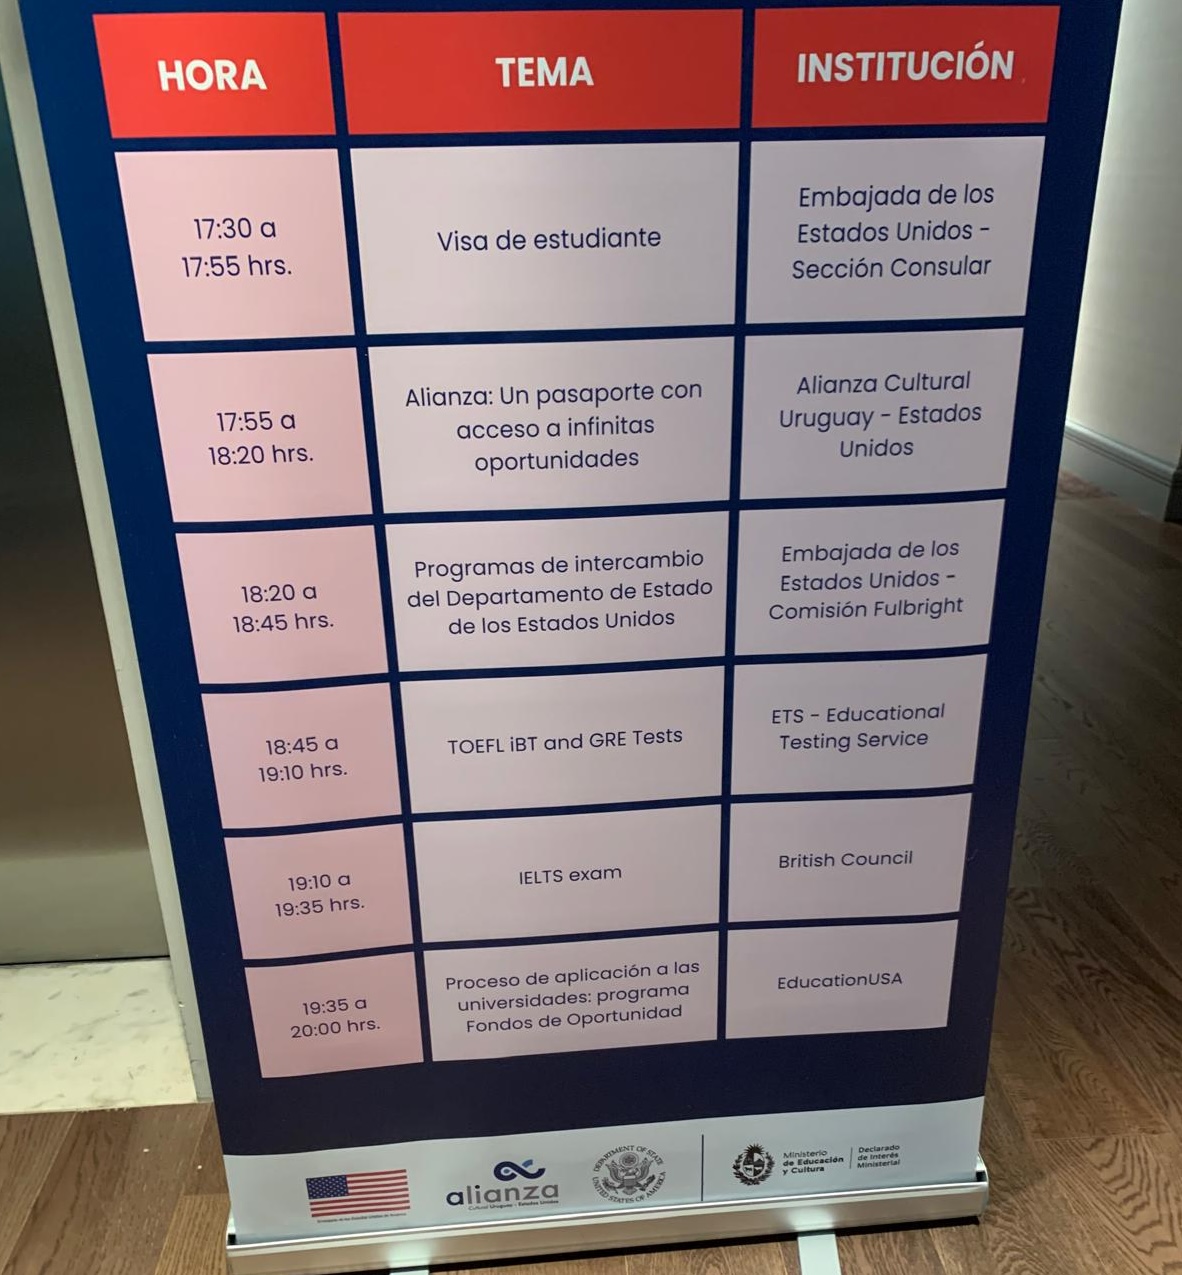 HORA
TEMA
INSTITUCIÓN
17:30 a
17:55 hrs.
Visa de estudiante
Embajada de los
Estados Unidos -
Sección Consular
17:55 a
18:20 hrs.
Alianza: Un pasaporte con
acceso a infinitas
oportunidades
Alianza Cultural
Uruguay - Estados
Unidos
18:20 a
18:45 hrs.
Programas de intercambio
del Departamento de Estado
de los Estados Unidos
Embajada de los
Estados Unidos -
Comisión Fulbright
18:45 a
19:10 hrs.
TOEFL iBT and GRE Tests
ETS - Educational
Testing Service
19:10 a
19:35 hrs.
IELTS exam
British Council
19:35 a
20:00 hrs.
Proceso de aplicación a las
universidades: programa
Fondos de Oportunidad
EducationUSA
alianza
Cultural Uruguay - Estados Unidos
DEPARTMENT OF STATE
UNITED STATES OF AMERICA
Ministerio
de Educación
y Cultura
Declarado
de Interés
Ministerial